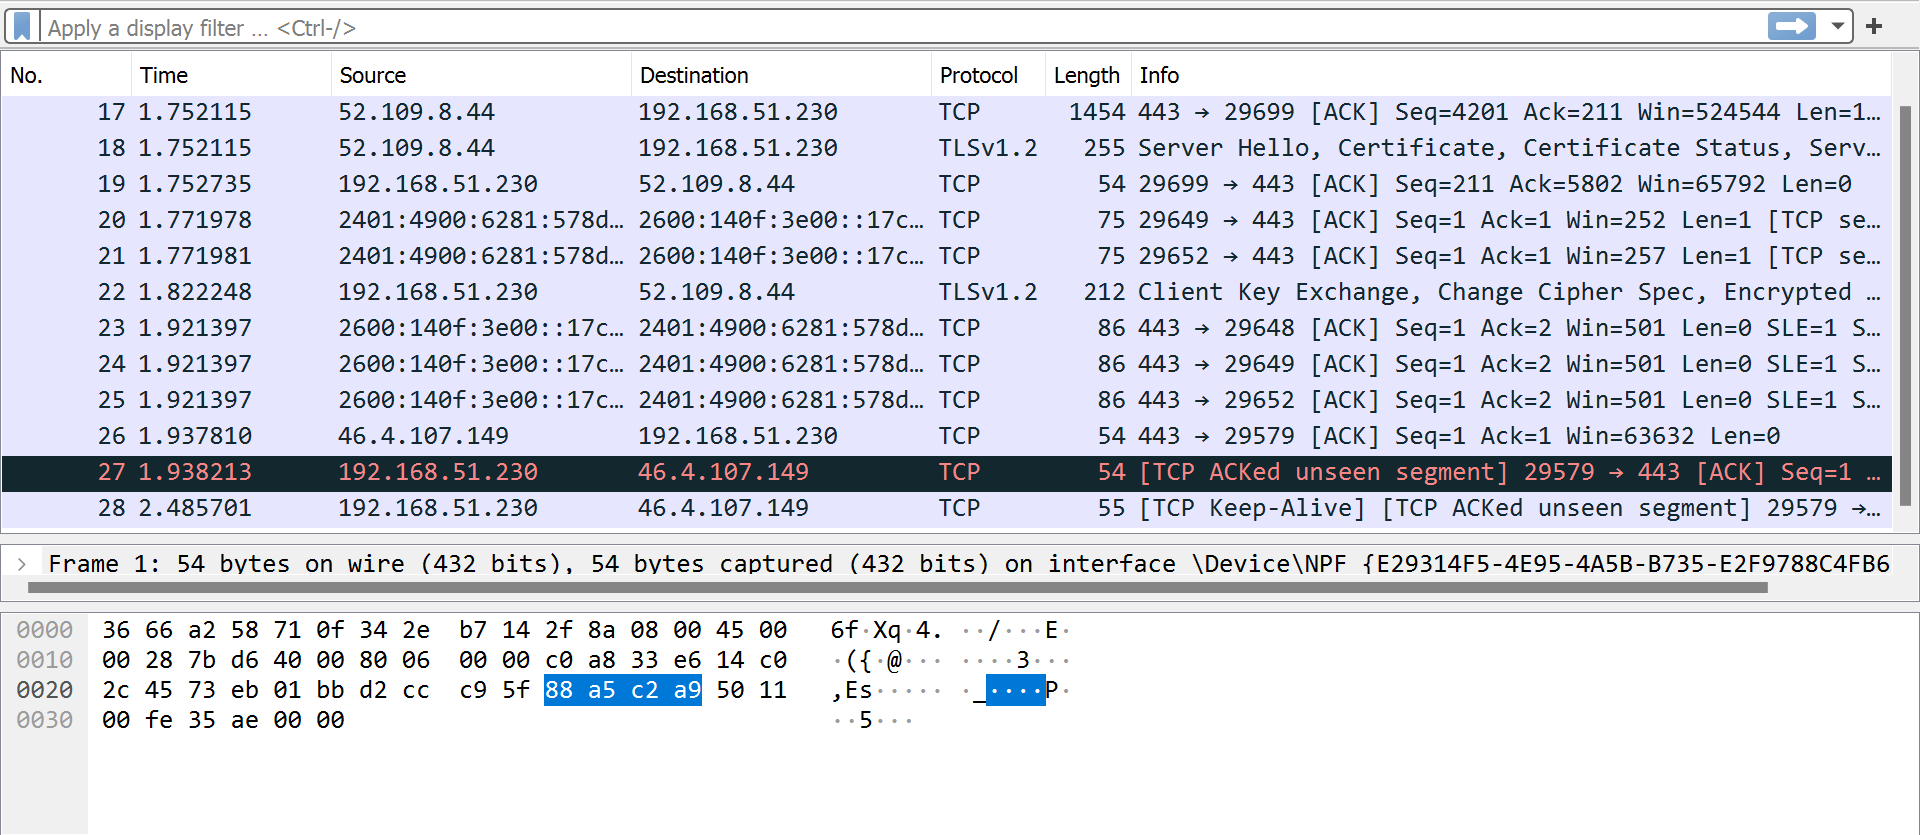 Apply a display filter ... <Ctrl-/>
No. Time Source Destination Protocol Length Info
17 1.752115 52.109.8.44 192.168.51.230 TCP 1454 443 → 29699 [ACK] Seq=4201 Ack=211 Win=524544 Len=1…
18 1.752115 52.109.8.44 192.168.51.230 TLSv1.2 255 Server Hello, Certificate, Certificate Status, Serv…
19 1.752735 192.168.51.230 52.109.8.44 TCP 54 29699 → 443 [ACK] Seq=211 Ack=5802 Win=65792 Len=0
20 1.771978 2401:4900:6281:578d… 2600:140f:3e00::17c… TCP 75 29649 → 443 [ACK] Seq=1 Ack=1 Win=252 Len=1 [TCP se…
21 1.771981 2401:4900:6281:578d… 2600:140f:3e00::17c… TCP 75 29652 → 443 [ACK] Seq=1 Ack=1 Win=257 Len=1 [TCP se…
22 1.822248 192.168.51.230 52.109.8.44 TLSv1.2 212 Client Key Exchange, Change Cipher Spec, Encrypted …
23 1.921397 2600:140f:3e00::17c… 2401:4900:6281:578d… TCP 86 443 → 29648 [ACK] Seq=1 Ack=2 Win=501 Len=0 SLE=1 S…
24 1.921397 2600:140f:3e00::17c… 2401:4900:6281:578d… TCP 86 443 → 29649 [ACK] Seq=1 Ack=2 Win=501 Len=0 SLE=1 S…
25 1.921397 2600:140f:3e00::17c… 2401:4900:6281:578d… TCP 86 443 → 29652 [ACK] Seq=1 Ack=2 Win=501 Len=0 SLE=1 S…
26 1.937810 46.4.107.149 192.168.51.230 TCP 54 443 → 29579 [ACK] Seq=1 Ack=1 Win=63632 Len=0
27 1.938213 192.168.51.230 46.4.107.149 TCP 54 [TCP ACKed unseen segment] 29579 → 443 [ACK] Seq=1 …
28 2.485701 192.168.51.230 46.4.107.149 TCP 55 [TCP Keep-Alive] [TCP ACKed unseen segment] 29579 →…
Frame 1: 54 bytes on wire (432 bits), 54 bytes captured (432 bits) on interface \Device\NPF_{E29314F5-4E95-4A5B-B735-E2F9788C4FB6
0000 36 66 a2 58 71 0f 34 2e b7 14 2f 8a 08 00 45 00 6f·Xq·4. ··/···E·
0010 00 28 7b d6 40 00 80 06 00 00 c0 a8 33 e6 14 c0 ·({·@··· ····3···
0020 2c 45 73 eb 01 bb d2 cc c9 5f 88 a5 c2 a9 50 11 ,Es····· ·_····P·
0030 00 fe 35 ae 00 00 ··5···